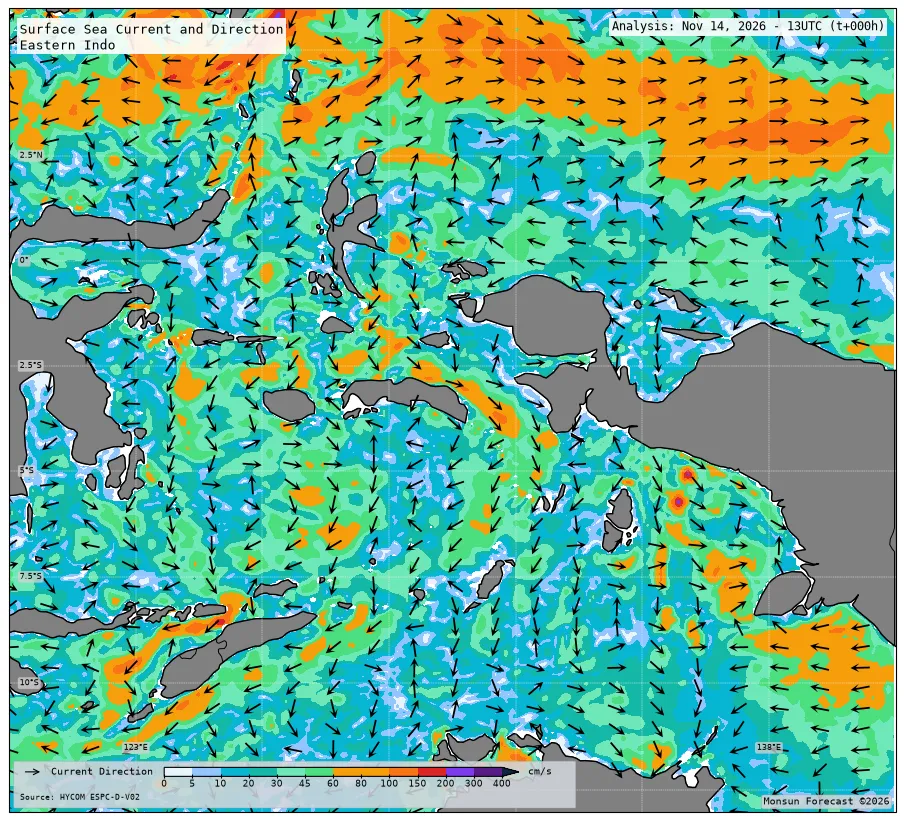 Surface Sea Current and Direction
Eastern Indo
Analysis: Nov 14, 2026 - 13UTC (t+000h)
2.5°N
0°
2.5°S
5°S
7.5°S
10°S
123°E
138°E
Current Direction
0 5 10 20 30 45 60 80 100 150 200 300 400 cm/s
Source: HYCOM ESPC-D-V02
Monsun Forecast ©2026